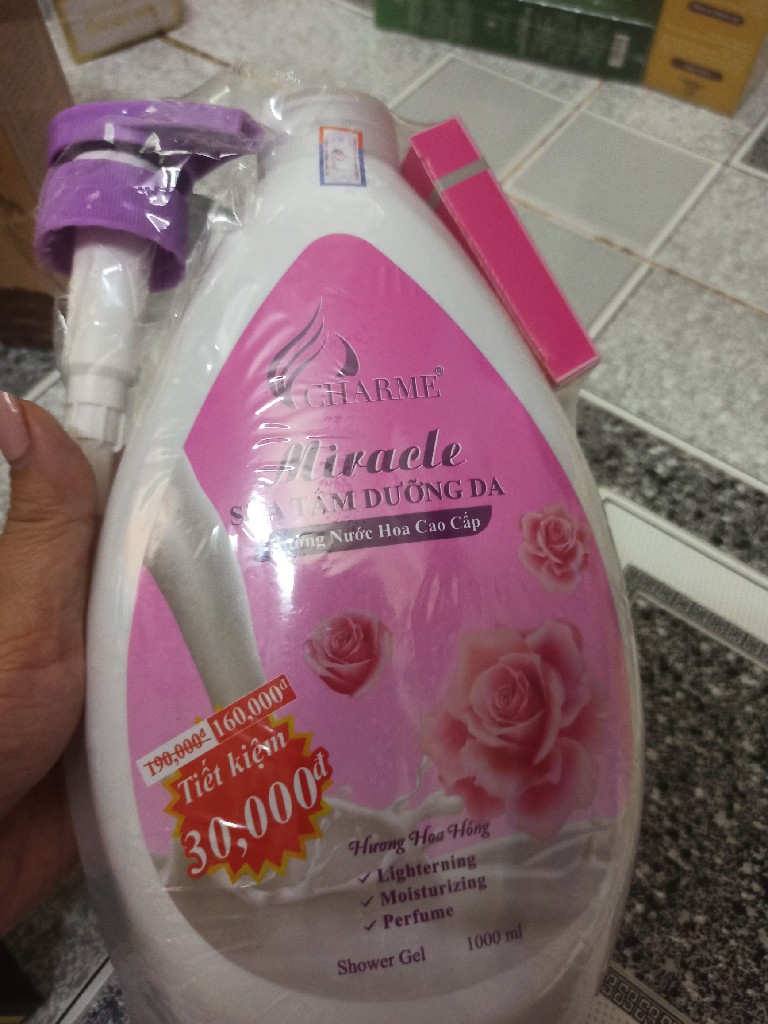 CHARME®
Miracle
SỮA TẮM DƯỠNG DA
Nước Hoa Cao Cấp
190,000đ 160,000đ
Tiết kiệm
30,000đ
Hương Hoa Hồng
✓ Lighterning
✓ Moisturizing
✓ Perfume
Shower Gel 1000 ml